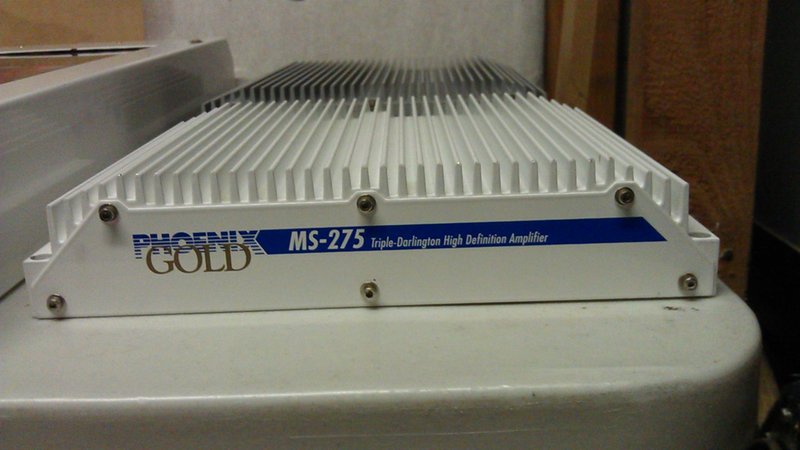 PHOENIX
GOLD
MS-275 Triple-Darlington High Definition Amplifier